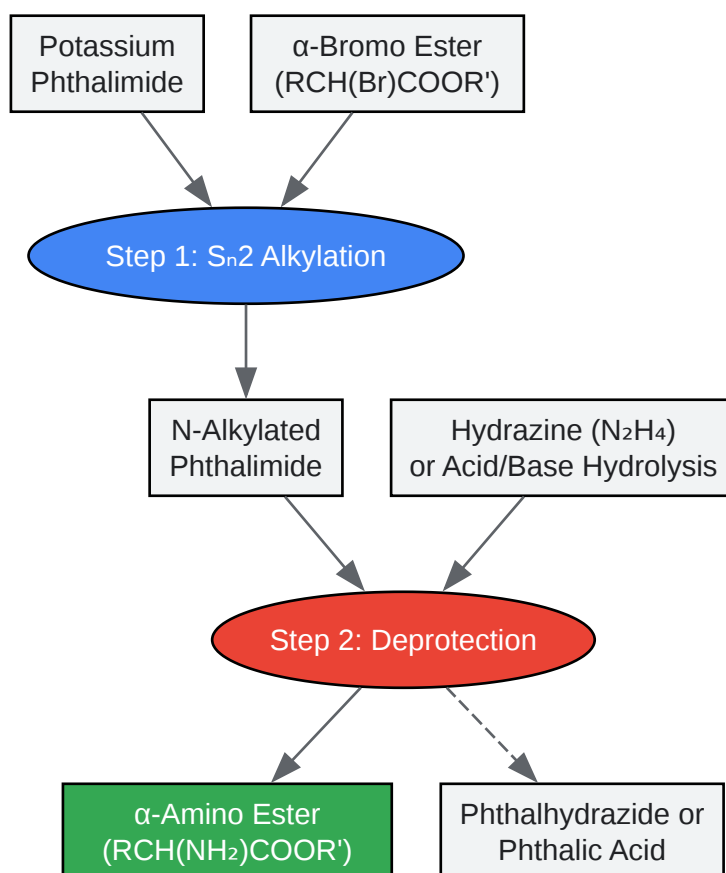 Potassium
Phthalimide
α-Bromo Ester
(RCH(Br)COOR')
Step 1: Sₙ2 Alkylation
N-Alkylated
Phthalimide
Hydrazine (N₂H₄)
or Acid/Base Hydrolysis
Step 2: Deprotection
α-Amino Ester
(RCH(NH₂)COOR')
Phthalhydrazide or
Phthalic Acid